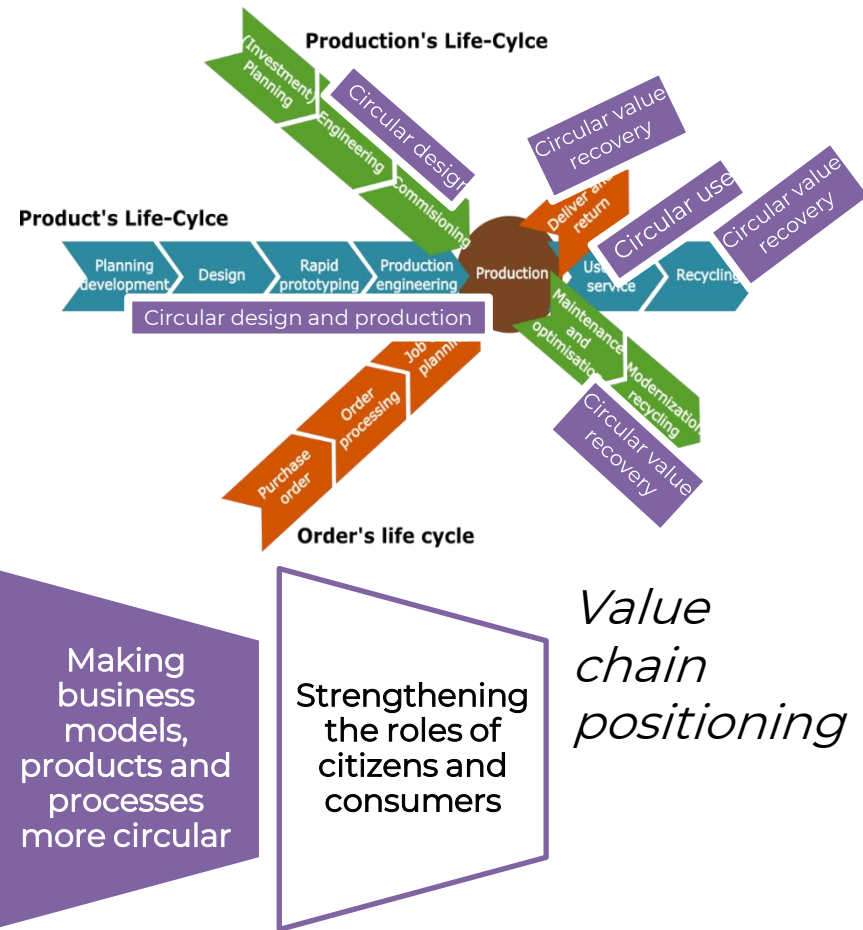 Production's Life-Cylce
(Investment)
Planning
Engineering
Commisioning
Circular design
Circular value
recovery
Deliver and
return
Circular use
Circular value
recovery
Product's Life-Cylce
Planning
development
Design
Rapid
prototyping
Production
engineering
Production
service
Recycling
Circular design and production
Maintenance
and
optimisation
Modernization
recycling
Circular value
recovery
Job
planning
Order
processing
Purchase
order
Order's life cycle
Making
business
models,
products and
processes
more circular
Strengthening
the roles of
citizens and
consumers
Value
chain
positioning